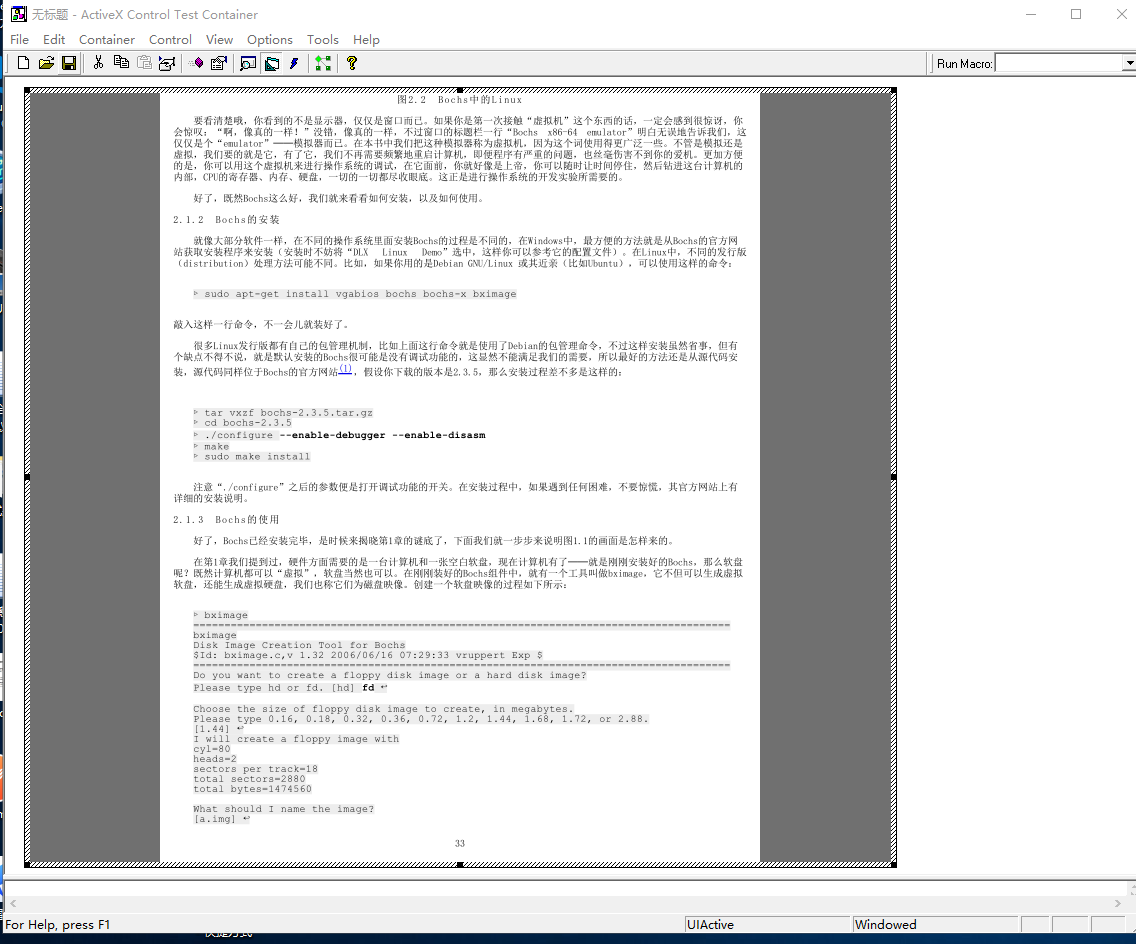 无标题 - ActiveX Control Test Container
File Edit Container Control View Options Tools Help
Run Macro:
图2.2 Bochs中的Linux
要看清楚哦，你看到的不是显示器，仅仅是窗口而已。如果你是第一次接触“虚拟机”这个东西的话，一定会感到很惊讶，你
会惊叹：“啊，像真的一样！”没错，像真的一样，不过窗口的标题栏一行“Bochs x86-64 emulator”明白无误地告诉我们，这
仅仅是个“emulator”——模拟器而已。在本书中我们把这种模拟器称为虚拟机，因为这个词使用得更广泛一些。不管是模拟还是
虚拟，我们要的就是它，有了它，我们不再需要频繁地重启计算机，即便程序有严重的问题，也丝毫伤害不到你的爱机。更加方便
的是，你可以用这个虚拟机来进行操作系统的调试，在它面前，你就好像是上帝，你可以随时让时间停住，然后钻进这台计算机的
内部，CPU的寄存器、内存、硬盘，一切的一切都尽收眼底。这正是进行操作系统的开发实验所需要的。
好了，既然Bochs这么好，我们就来看看如何安装，以及如何使用。
2.1.2 Bochs的安装
就像大部分软件一样，在不同的操作系统里面安装Bochs的过程是不同的，在Windows中，最方便的方法就是从Bochs的官方网
站获取安装程序来安装（安装时不妨将“DLX Linux Demo”选中，这样你可以参考它的配置文件）。在Linux中，不同的发行版
（distribution）处理方法可能不同。比如，如果你用的是Debian GNU/Linux 或其近亲（比如Ubuntu），可以使用这样的命令：
▹ sudo apt-get install vgabios bochs bochs-x bximage
敲入这样一行命令，不一会儿就装好了。
很多Linux发行版都有自己的包管理机制，比如上面这行命令就是使用了Debian的包管理命令，不过这样安装虽然省事，但有
个缺点不得不说，就是默认安装的Bochs很可能是没有调试功能的，这显然不能满足我们的需要，所以最好的方法还是从源代码安
装，源代码同样位于Bochs的官方网站(1)，假设你下载的版本是2.3.5，那么安装过程差不多是这样的：
▹ tar vxzf bochs-2.3.5.tar.gz
▹ cd bochs-2.3.5
▹ ./configure --enable-debugger --enable-disasm
▹ make
▹ sudo make install
注意“./configure”之后的参数便是打开调试功能的开关。在安装过程中，如果遇到任何困难，不要惊慌，其官方网站上有
详细的安装说明。
2.1.3 Bochs的使用
好了，Bochs已经安装完毕，是时候来揭晓第1章的谜底了，下面我们就一步步来说明图1.1的画面是怎样来的。
在第1章我们提到过，硬件方面需要的是一台计算机和一张空白软盘，现在计算机有了——就是刚刚安装好的Bochs，那么软盘
呢？既然计算机都可以“虚拟”，软盘当然也可以。在刚刚装好的Bochs组件中，就有一个工具叫做bximage，它不但可以生成虚拟
软盘，还能生成虚拟硬盘，我们也称它们为磁盘映像。创建一个软盘映像的过程如下所示：
▹ bximage
========================================================================
bximage
Disk Image Creation Tool for Bochs
$Id: bximage.c,v 1.32 2006/06/16 07:29:33 vruppert Exp $
========================================================================
Do you want to create a floppy disk image or a hard disk image?
Please type hd or fd. [hd] fd ↩
Choose the size of floppy disk image to create, in megabytes.
Please type 0.16, 0.18, 0.32, 0.36, 0.72, 1.2, 1.44, 1.68, 1.72, or 2.88.
[1.44] ↩
I will create a floppy image with
cyl=80
heads=2
sectors per track=18
total sectors=2880
total bytes=1474560
What should I name the image?
[a.img] ↩
33
For Help, press F1
UIActive
Windowed